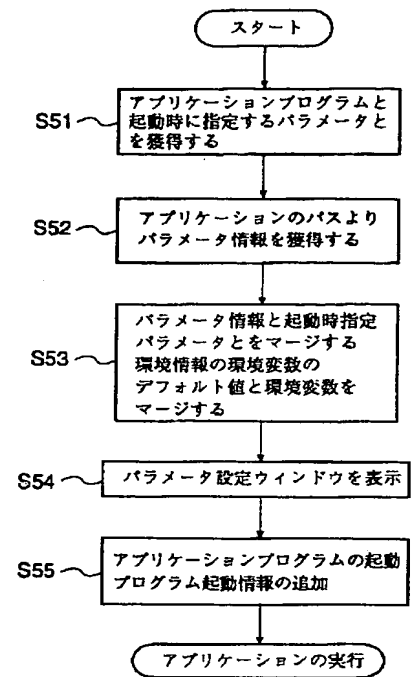 スタート
S51
アプリケーションプログラムと
起動時に指定するパラメータと
を獲得する
S52
アプリケーションのパスより
パラメータ情報を獲得する
S53
パラメータ情報と起動時指定
パラメータとをマージする
環境情報の環境変数の
デフォルト値と環境変数を
マージする
S54
パラメータ設定ウィンドウを表示
S55
アプリケーションプログラムの起動
プログラム起動情報の追加
アプリケーションの実行